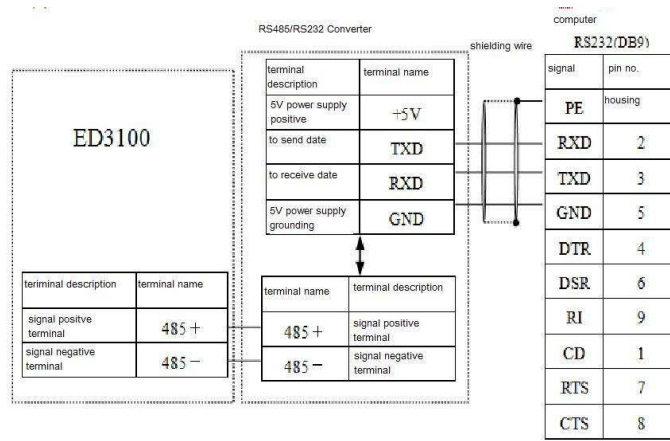 computer
RS485/RS232 Converter
shielding wire
RS232(DB9)
terminal
description
terminal name
signal
pin no.
5V power supply
positive
+5V
PE
housing
ED3100
to send date
TXD
RXD
2
to receive date
RXD
TXD
3
5V power supply
grounding
GND
GND
5
DTR
4
teriminal description
terminal name
terminal name
terminal description
DSR
6
signal positve
terminal
485+
485+
signal positive
terminal
RI
9
signal negative
terminal
485-
485-
signal negative
terminal
CD
1
RTS
7
CTS
8